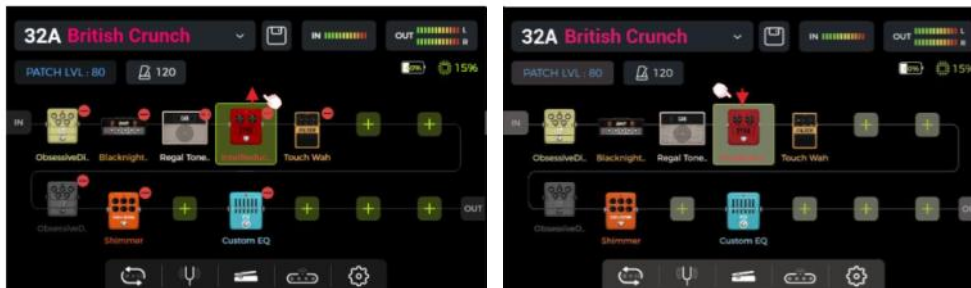 32A British Crunch
IN
OUT
L
R
PATCH LVL: 80
120
15%
IN
ObsessiveDi..
Blacknight..
Regal Tone..
Touch Wah
ObsessiveD..
Shimmer
Custom EQ
OUT
32A British Crunch
IN
OUT
L
R
PATCH LVL: 80
120
15%
IN
ObsessiveDi..
Blacknight..
Regal Tone..
Touch Wah
ObsessiveD..
Shimmer
Custom EQ